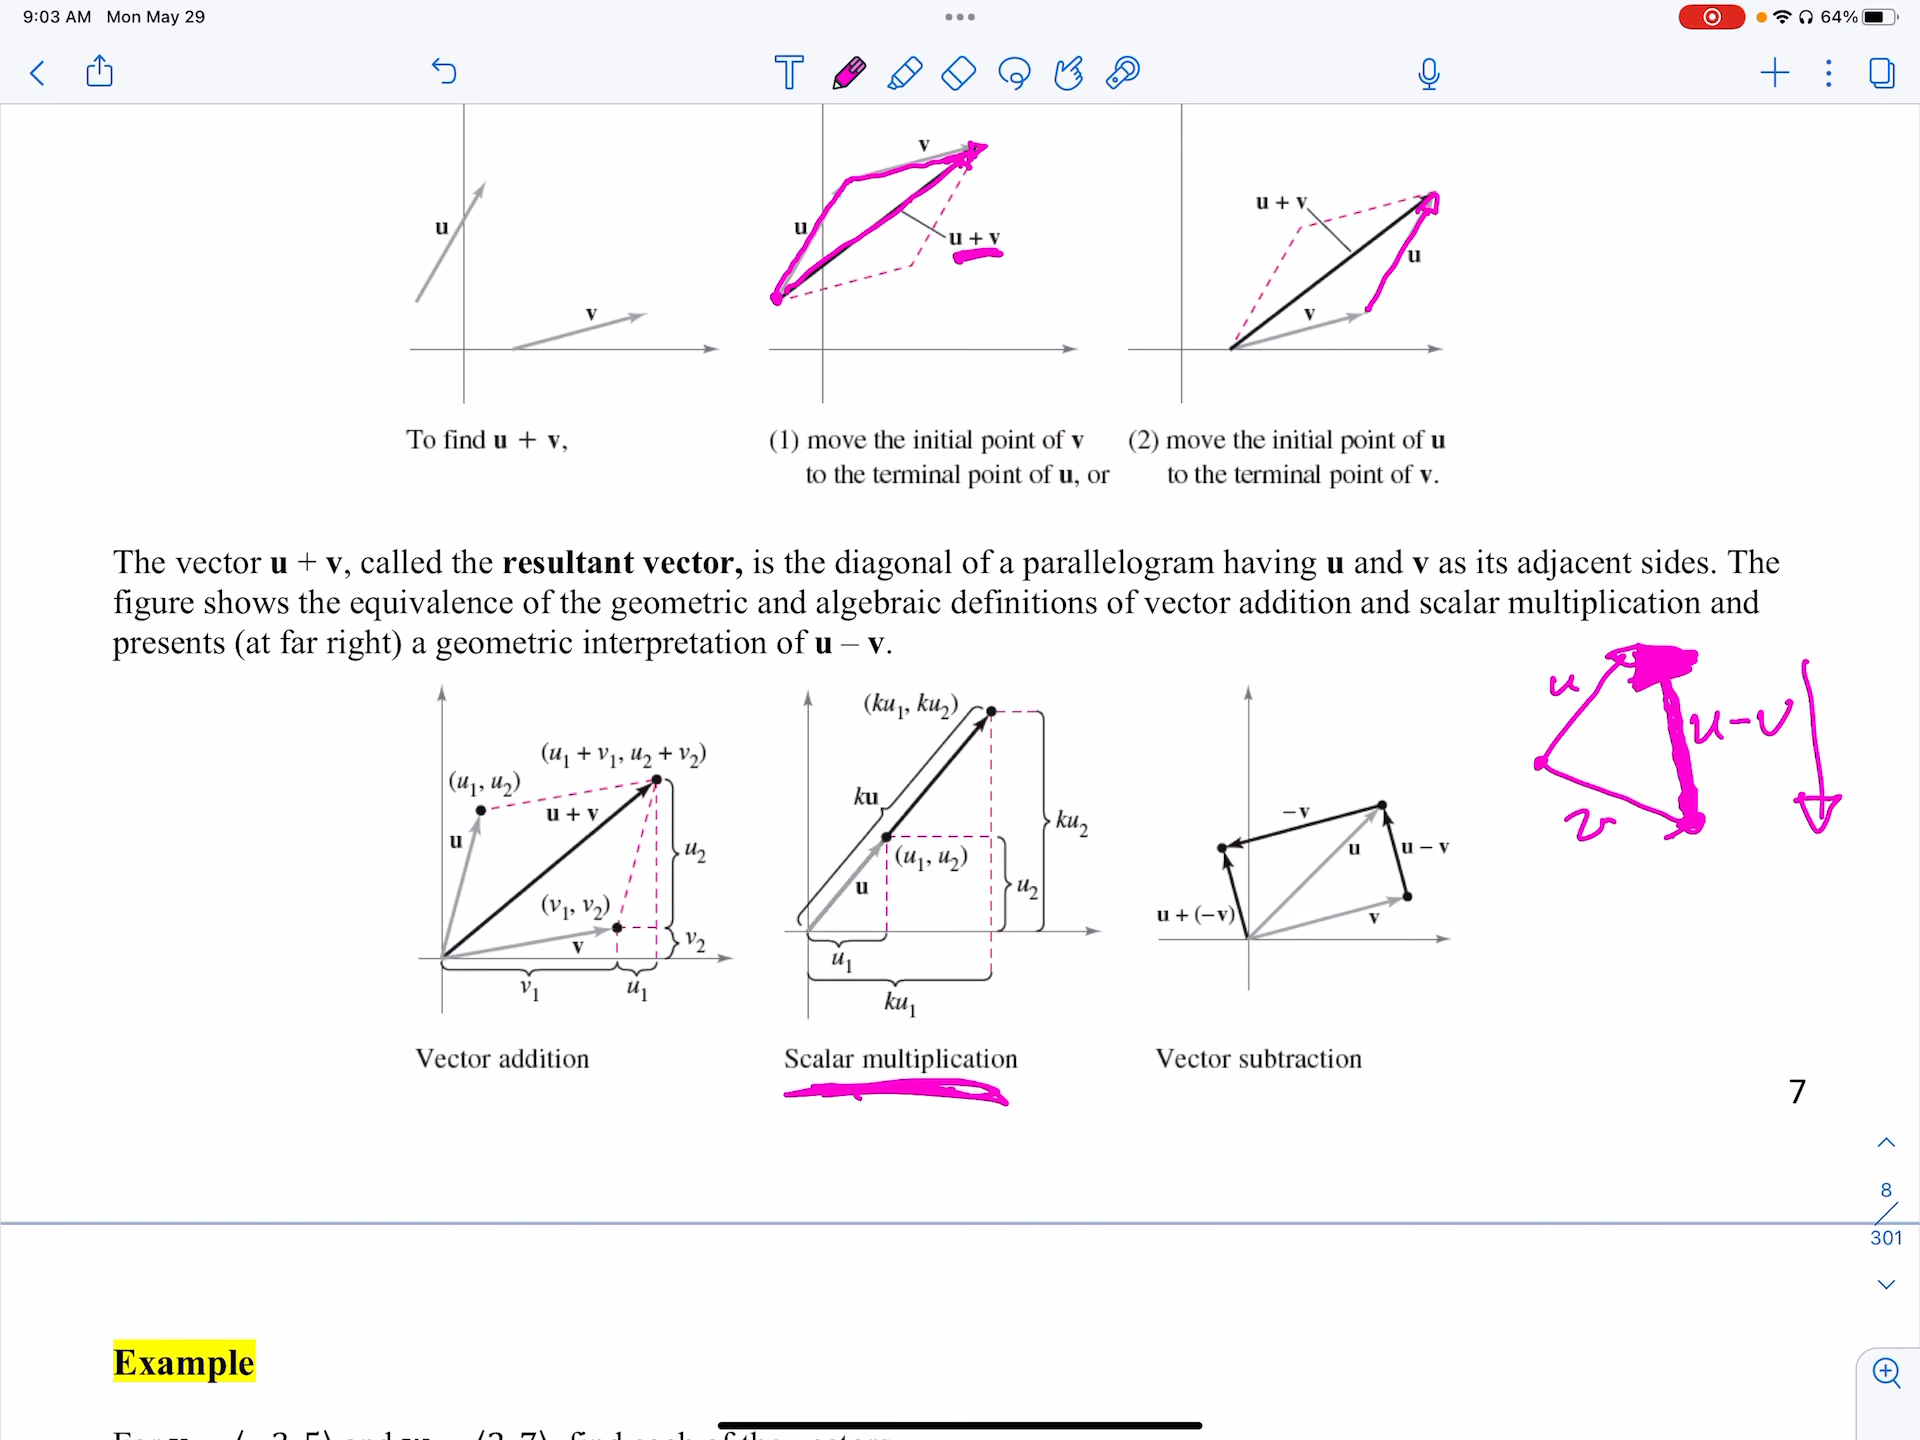 9:03 AM Mon May 29
64%
u
v
v
u
u + v
u + v
u
v
To find u + v,
(1) move the initial point of v
to the terminal point of u, or
(2) move the initial point of u
to the terminal point of v.
The vector u + v, called the resultant vector, is the diagonal of a parallelogram having u and v as its adjacent sides. The
figure shows the equivalence of the geometric and algebraic definitions of vector addition and scalar multiplication and
presents (at far right) a geometric interpretation of u – v.
(u₁ + v₁, u₂ + v₂)
(u₁, u₂)
u + v
u
u₂
(v₁, v₂)
v
v₂
v₁
u₁
Vector addition
(ku₁, ku₂)
ku
ku₂
(u₁, u₂)
u
u₂
u₁
ku₁
Scalar multiplication
–v
u
u – v
u + (–v)
v
Vector subtraction
u
u-v
v
7
8
/
301
Example